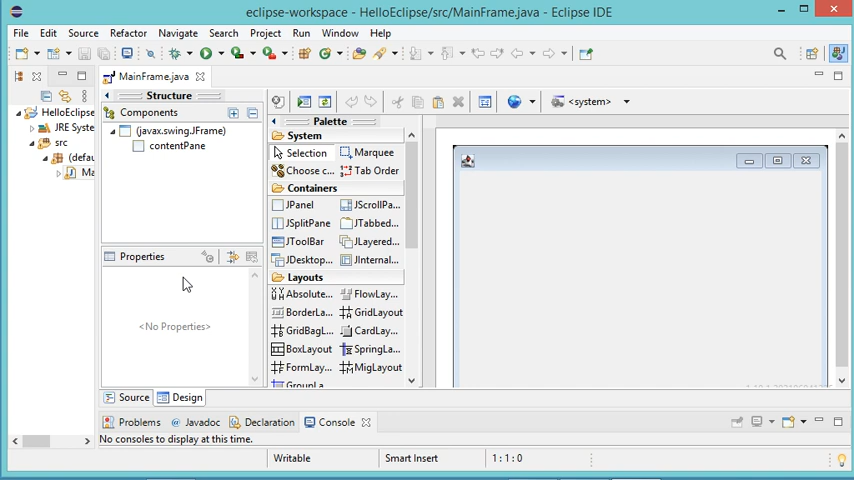 eclipse-workspace - HelloEclipse/src/MainFrame.java - Eclipse IDE
File Edit Source Refactor Navigate Search Project Run Window Help
MainFrame.java
Structure
Components
(javax.swing.JFrame)
contentPane
HelloEclipse
JRE Syste
src
(defau
Ma
Properties
<No Properties>
<system>
Palette
System
Selection Marquee
Choose c... Tab Order
Containers
JPanel JScrollPa...
JSplitPane JTabbed...
JToolBar JLayered...
JDesktop... JInternal...
Layouts
Absolute... FlowLay...
BorderLa... GridLayout
GridBagL... CardLay...
BoxLayout SpringLa...
FormLay... MigLayout
GroupLa
Source Design
Problems Javadoc Declaration Console
No consoles to display at this time.
Writable Smart Insert 1 : 1 : 0